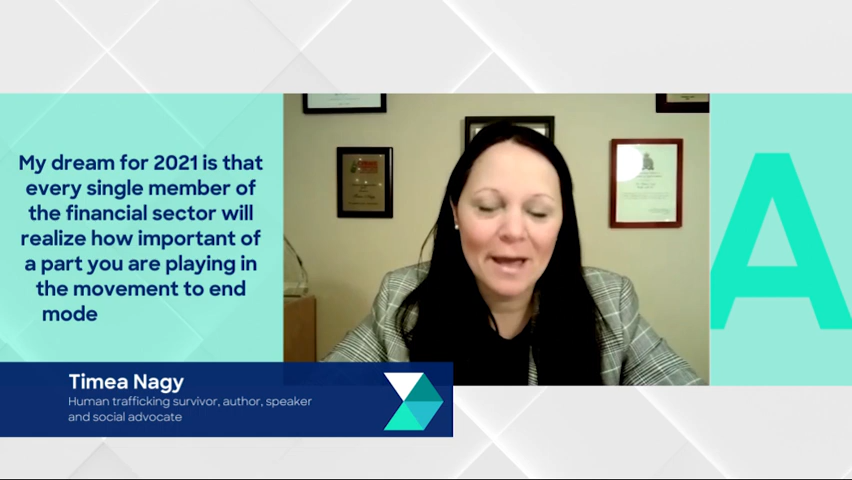 My dream for 2021 is that
every single member of
the financial sector will
realize how important of
a part you are playing in
the movement to end
mode
A
Timea Nagy
Human trafficking survivor, author, speaker
and social advocate